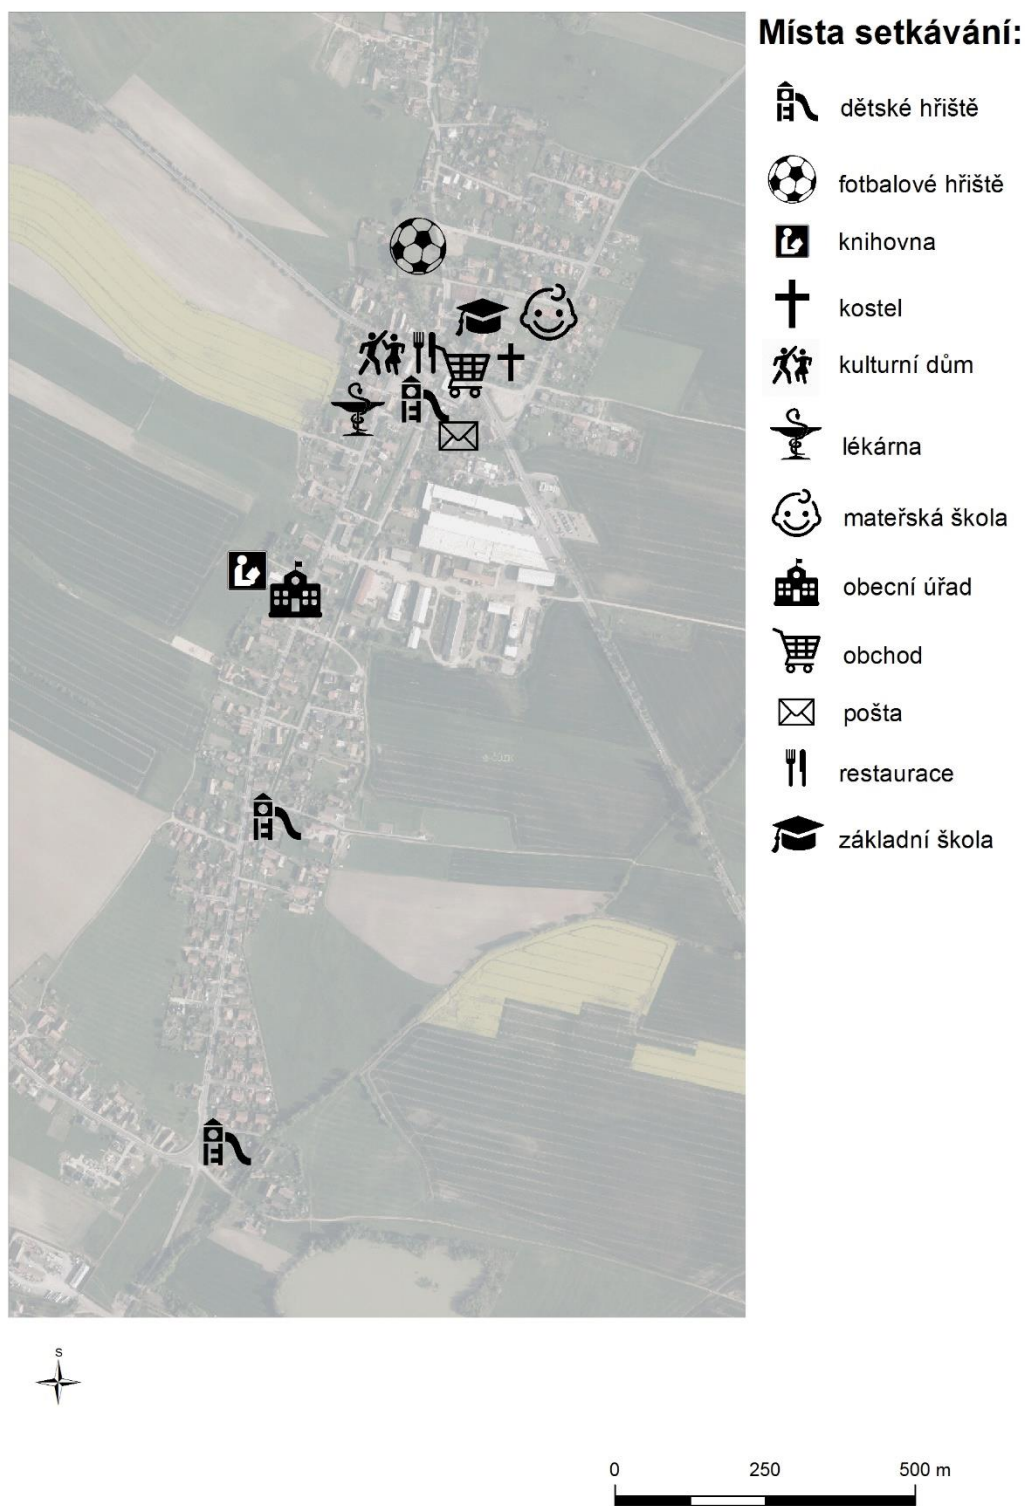 Místa setkávání:
dětské hřiště
fotbalové hřiště
knihovna
kostel
kulturní dům
lékárna
mateřská škola
obecní úřad
obchod
pošta
restaurace
základní škola
S
0 250 500 m